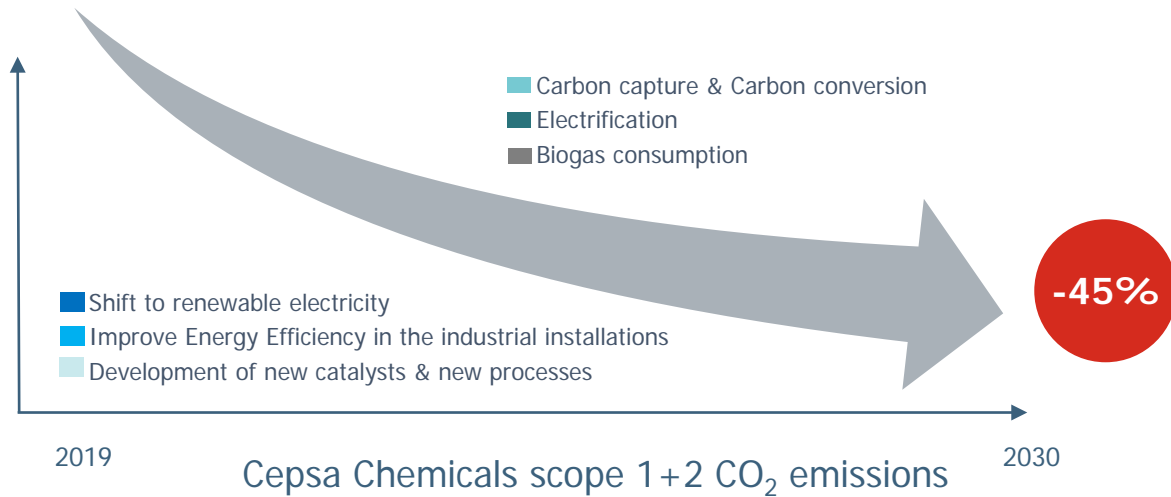 Carbon capture & Carbon conversion
Electrification
Biogas consumption
-45%
Shift to renewable electricity
Improve Energy Efficiency in the industrial installations
Development of new catalysts & new processes
2019
2030
Cepsa Chemicals scope 1+2 CO₂ emissions